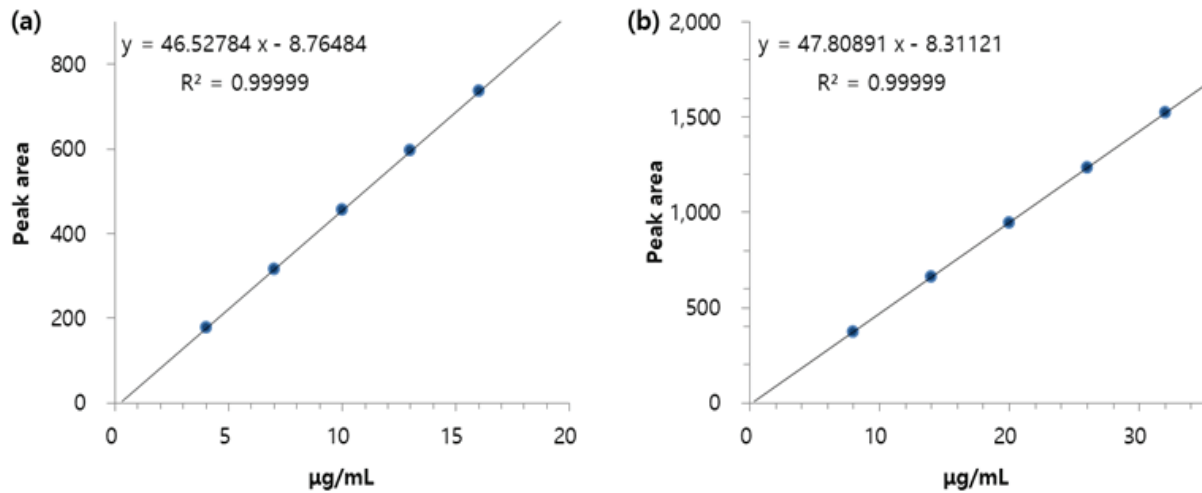 (a)
y = 46.52784 x - 8.76484
R² = 0.99999
Peak area
800
600
400
200
0
0 5 10 15 20
µg/mL
(b)
y = 47.80891 x - 8.31121
R² = 0.99999
Peak area
2,000
1,500
1,000
500
0
0 10 20 30
µg/mL